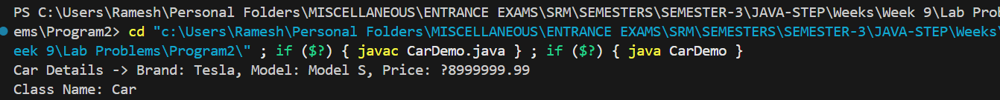 PS C:\Users\Ramesh\Personal Folders\MISCELLANEOUS\ENTRANCE EXAMS\SRM\SEMESTERS\SEMESTER-3\JAVA-STEP\Weeks\Week 9\Lab Prob
ems\Program2> cd "c:\Users\Ramesh\Personal Folders\MISCELLANEOUS\ENTRANCE EXAMS\SRM\SEMESTERS\SEMESTER-3\JAVA-STEP\Weeks\
eek 9\Lab Problems\Program2\" ; if ($?) { javac CarDemo.java } ; if ($?) { java CarDemo }
Car Details -> Brand: Tesla, Model: Model S, Price: ?8999999.99
Class Name: Car